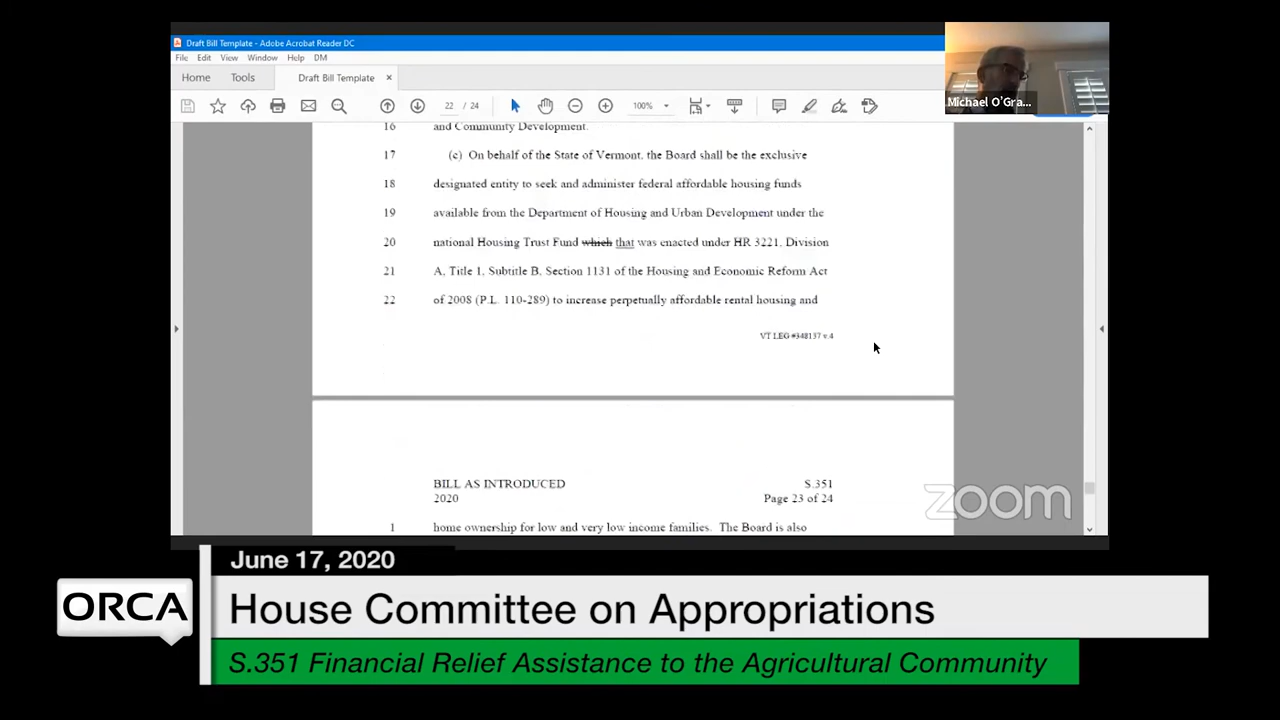 Draft Bill Template - Adobe Acrobat Reader DC
File Edit View Window Help DM
Home Tools Draft Bill Template ×
22 / 24 100%
Michael O'Gra...
16 and Community Development.
17 (c) On behalf of the State of Vermont, the Board shall be the exclusive
18 designated entity to seek and administer federal affordable housing funds
19 available from the Department of Housing and Urban Development under the
20 national Housing Trust Fund which that was enacted under HR 3221, Division
21 A, Title 1, Subtitle B, Section 1131 of the Housing and Economic Reform Act
22 of 2008 (P.L. 110-289) to increase perpetually affordable rental housing and
VT LEG #348137 v.4
BILL AS INTRODUCED S.351
2020 Page 23 of 24
1 home ownership for low and very low income families. The Board is also
zoom
June 17, 2020
ORCA
House Committee on Appropriations
S.351 Financial Relief Assistance to the Agricultural Community